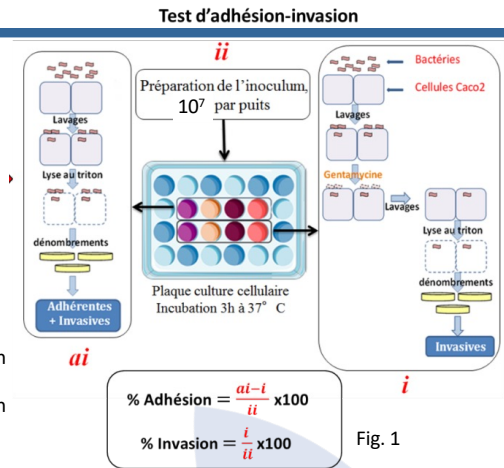 Test d'adhésion-invasion
ii
Préparation de l'inoculum,
10⁷ par puits
Lavages
Lyse au triton
dénombrements
Adhérentes
+ Invasives
ai
Plaque culture cellulaire
Incubation 3h à 37° C
Bactéries
Cellules Caco2
Lavages
Gentamycine
Lavages
Lyse au triton
dénombrements
Invasives
i
% Adhésion = ai−i/ii x100
% Invasion = i/ii x100
Fig. 1